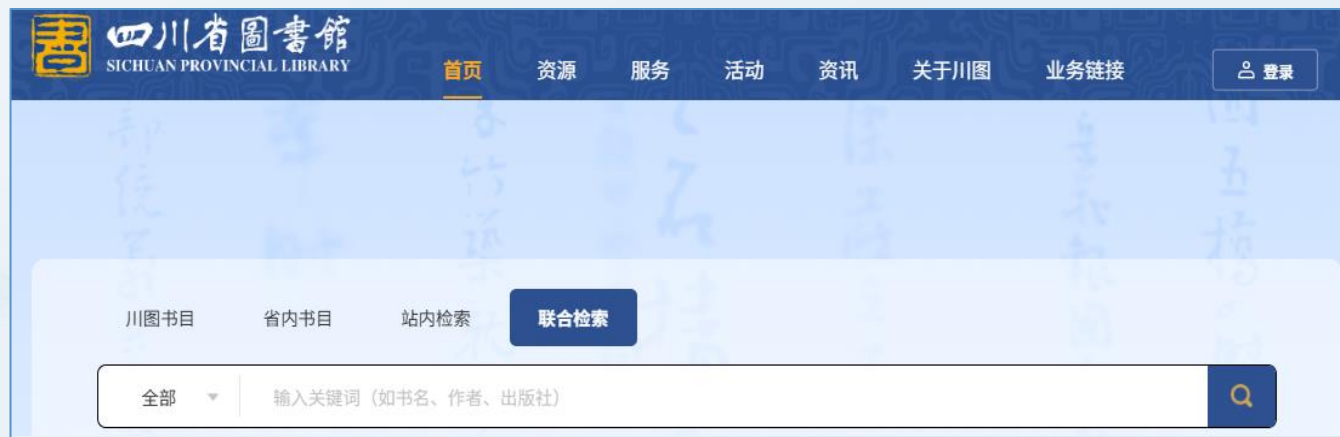 書 四川省圖書館
SICHUAN PROVINCIAL LIBRARY
首页 资源 服务 活动 资讯 关于川图 业务链接 登录
川图书目 省内书目 站内检索 联合检索
全部 输入关键词（如书名、作者、出版社）